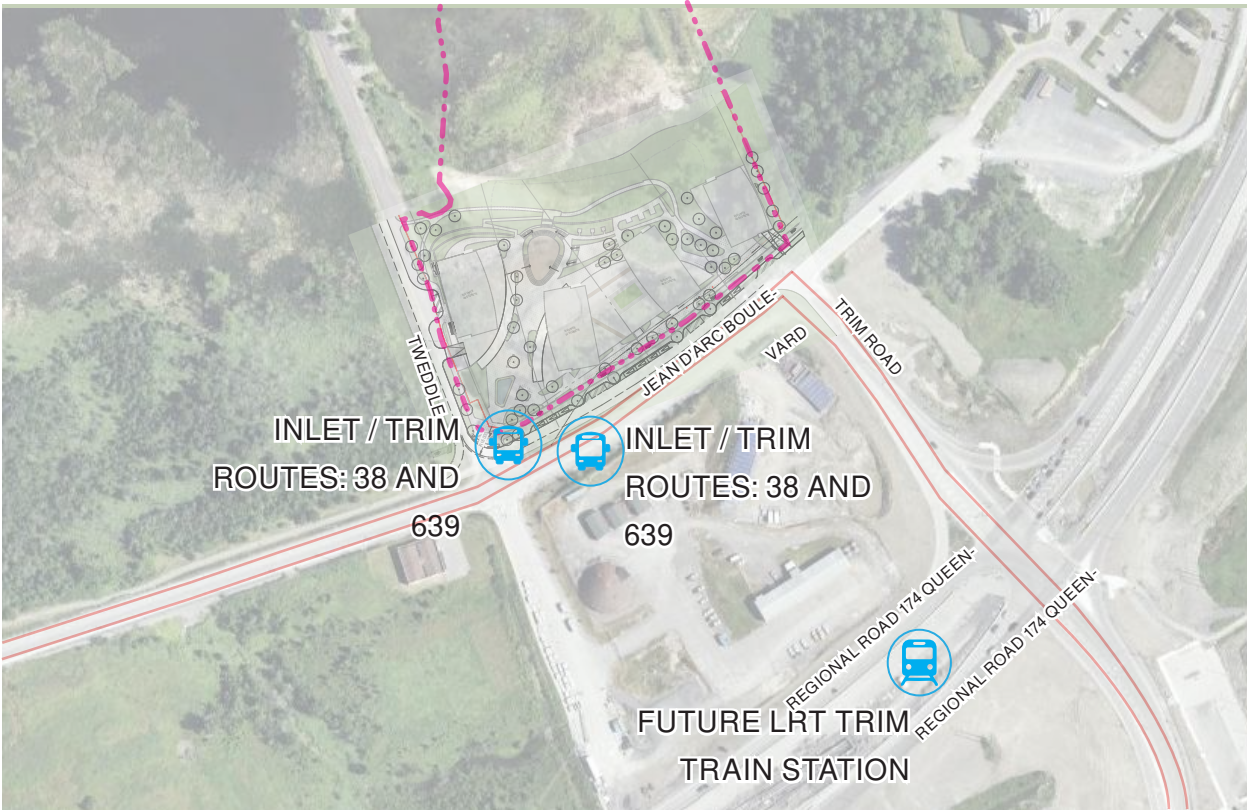 JEAN D'ARC BOULE-
VARD
TRIM ROAD
TWEDDLE
INLET / TRIM
ROUTES: 38 AND
639
INLET / TRIM
ROUTES: 38 AND
639
REGIONAL ROAD 174 QUEEN-
REGIONAL ROAD 174 QUEEN-
FUTURE LRT TRIM
TRAIN STATION